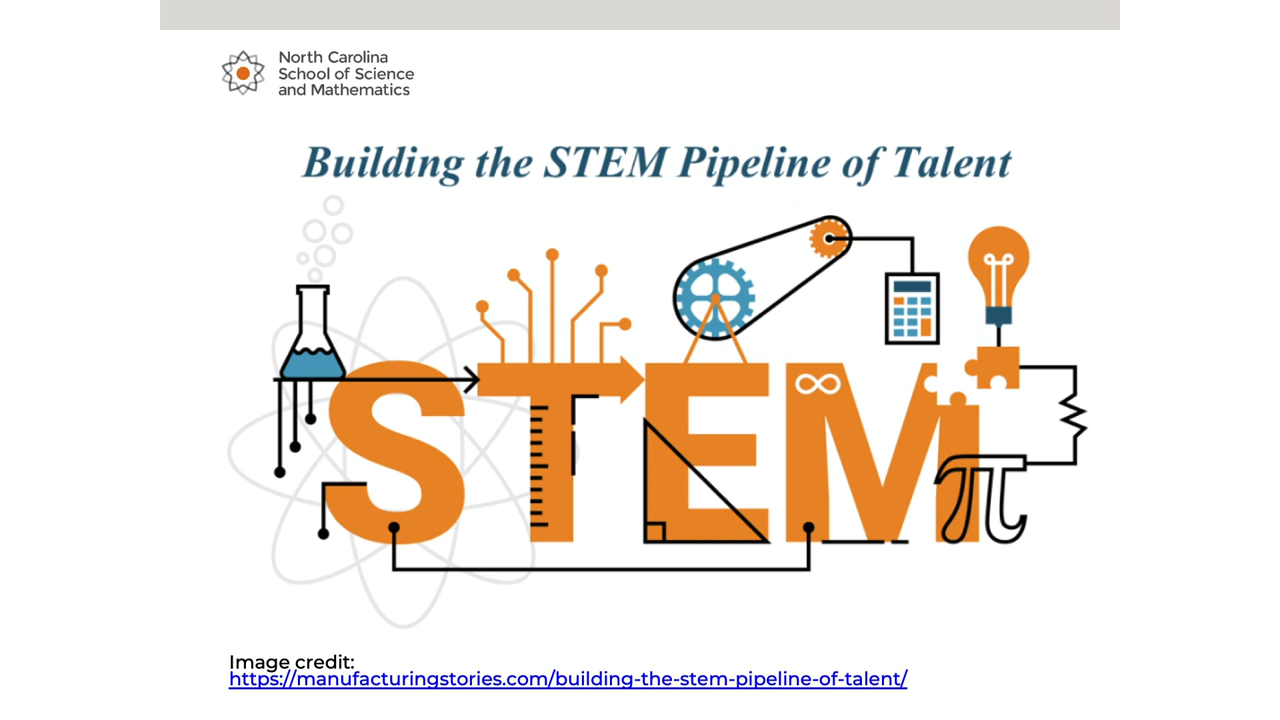 North Carolina
School of Science
and Mathematics
Building the STEM Pipeline of Talent
STEM
∞
π
Image credit:
https://manufacturingstories.com/building-the-stem-pipeline-of-talent/